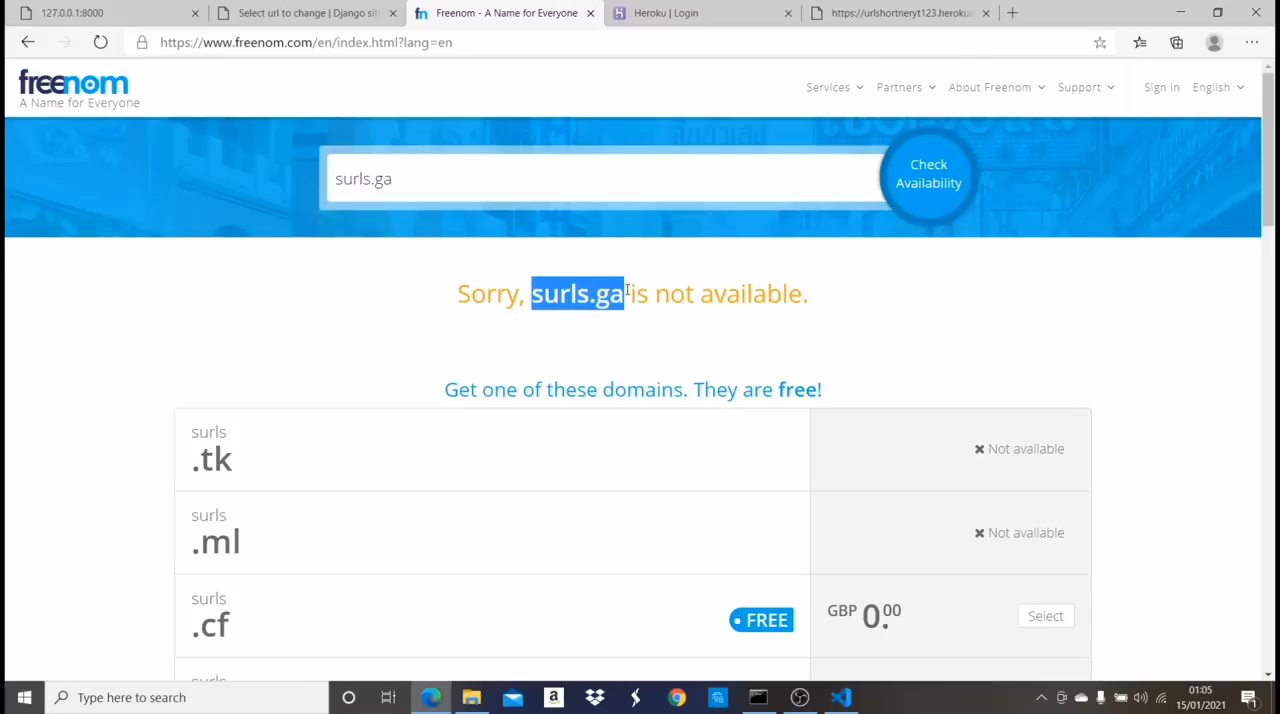 127.0.0.1:8000
Select url to change | Django sit
Freenom - A Name for Everyone
Heroku | Login
https://urlshortneryt123.heroku
https://www.freenom.com/en/index.html?lang=en
freenom
A Name for Everyone
Services
Partners
About Freenom
Support
Sign in
English
surls.ga
Check
Availability
Sorry, surls.ga is not available.
Get one of these domains. They are free!
surls
.tk
Not available
surls
.ml
Not available
surls
.cf
FREE
GBP 0.00
Select
surls
Type here to search
01:05
15/01/2021